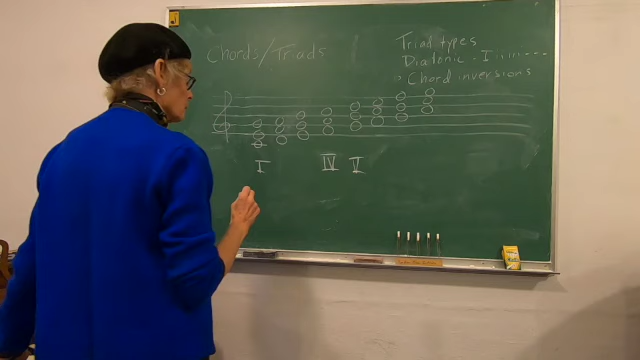 Chords/Triads
Triad types
Diatonic · I ii iii ---
Chord inversions
I IV V